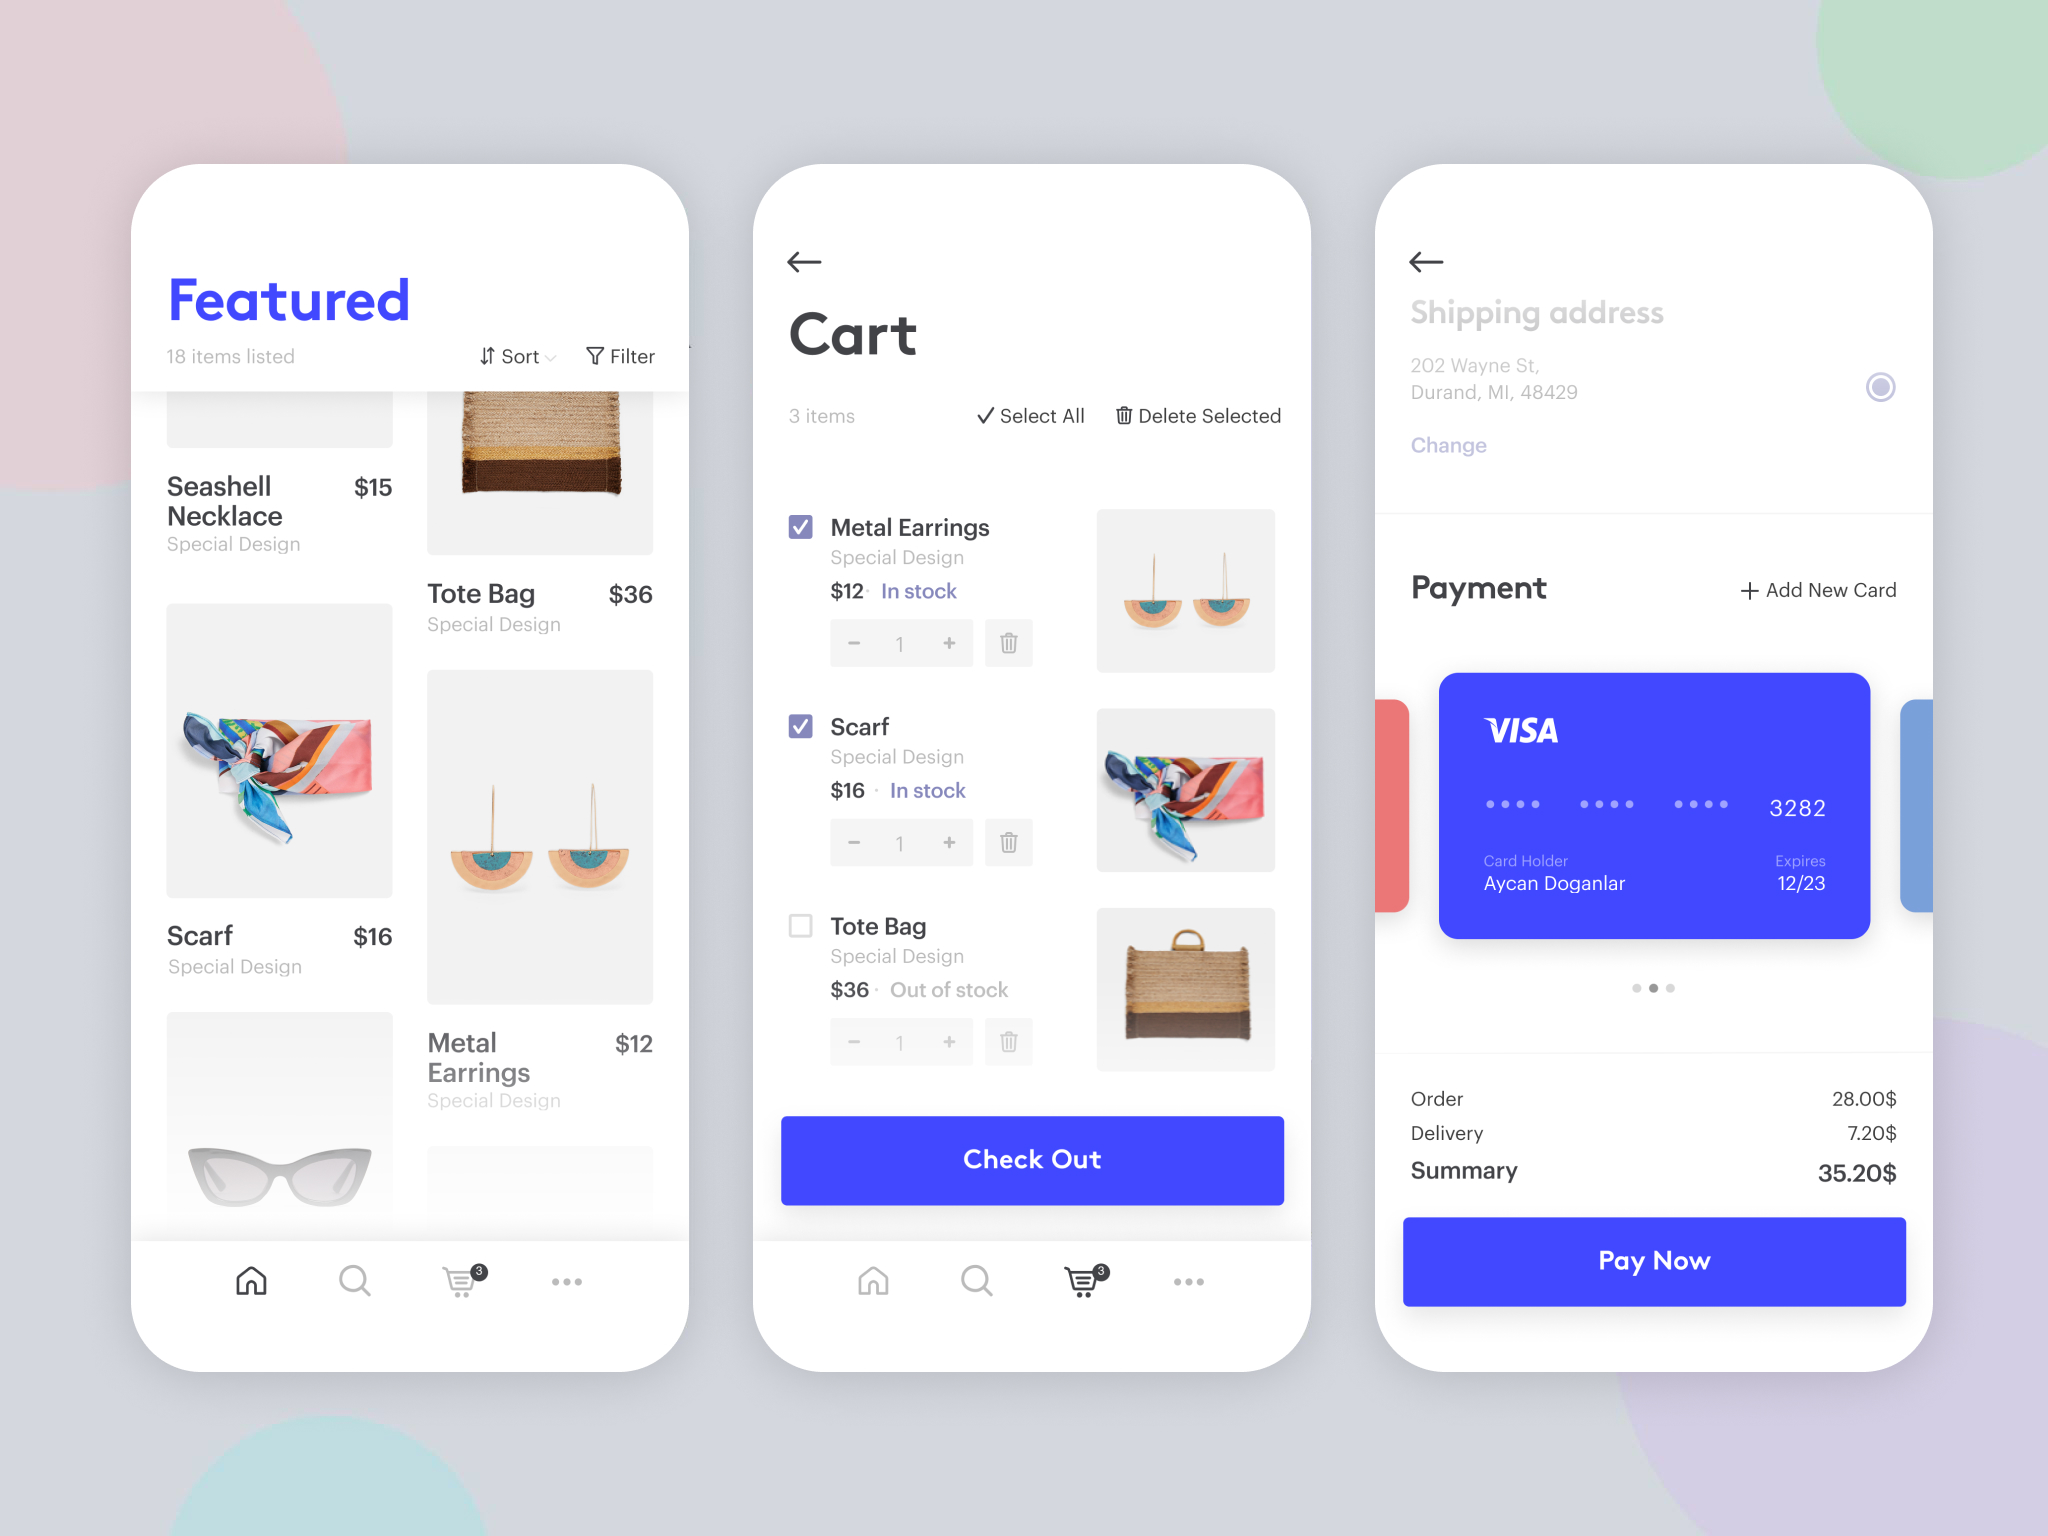 Featured
18 items listed
Sort
Filter
Seashell
Necklace
$15
Special Design
Tote Bag
$36
Special Design
Scarf
$16
Special Design
Metal
Earrings
$12
Special Design
3
Cart
3 items
Select All
Delete Selected
Metal Earrings
Special Design
$12 · In stock
- 1 +
Scarf
Special Design
$16 · In stock
- 1 +
Tote Bag
Special Design
$36 · Out of stock
- 1 +
Check Out
3
Shipping address
202 Wayne St,
Durand, MI, 48429
Change
Payment
+ Add New Card
VISA
•••• •••• •••• 3282
Card Holder
Expires
Aycan Doganlar
12/23
Order
28.00$
Delivery
7.20$
Summary
35.20$
Pay Now